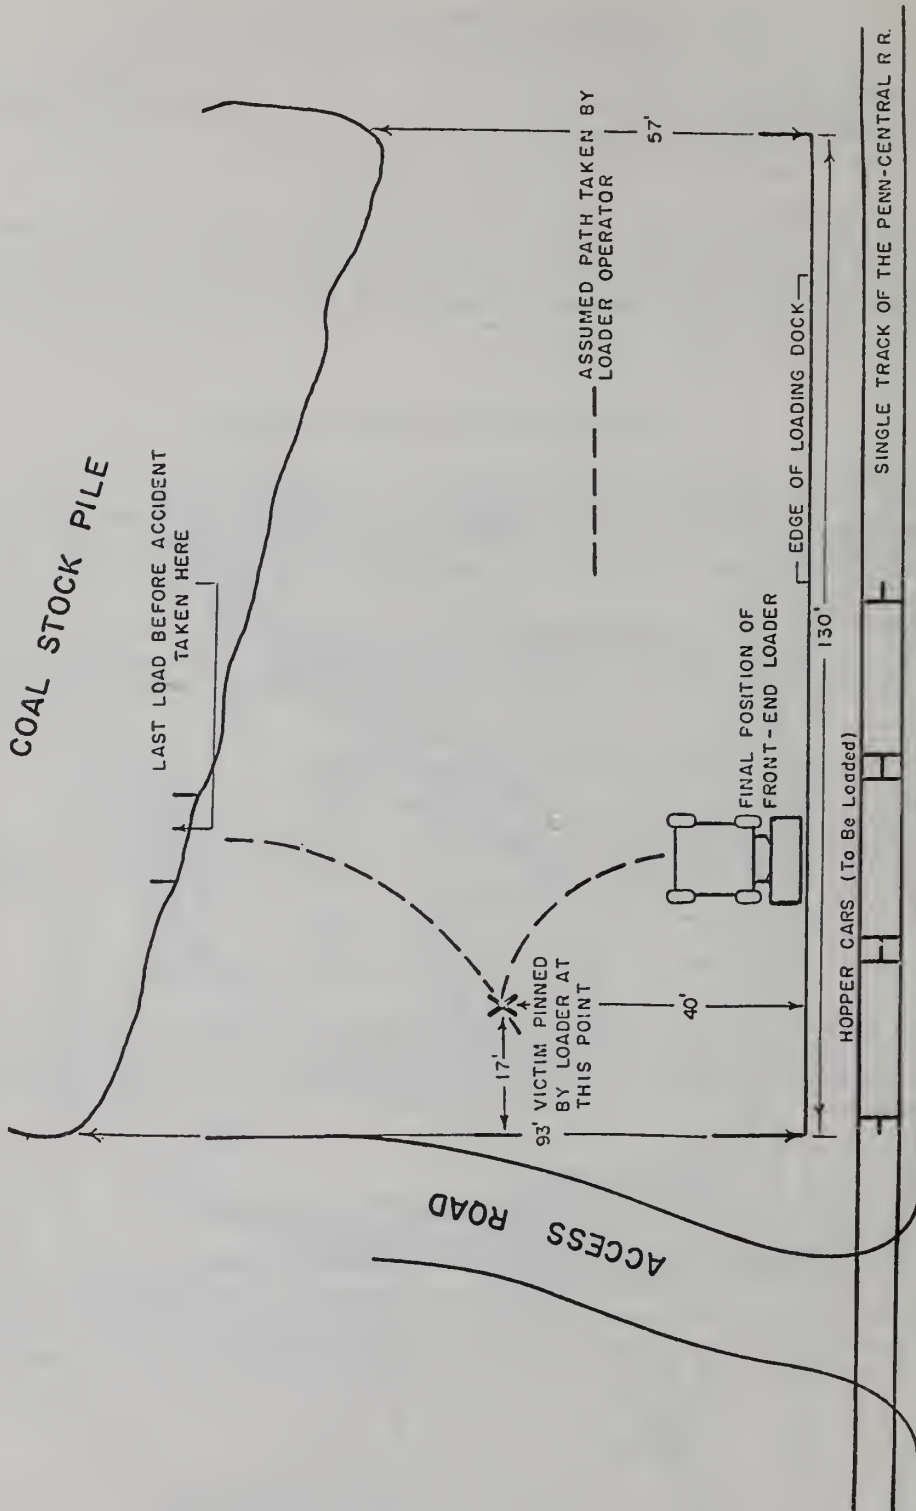 COAL STOCK PILE
LAST LOAD BEFORE ACCIDENT
TAKEN HERE
57'
ASSUMED PATH TAKEN BY
LOADER OPERATOR
17'
93'
VICTIM PINNED
BY LOADER AT
THIS POINT
40'
FINAL POSITION OF
FRONT-END LOADER
EDGE OF LOADING DOCK
130'
ACCESS ROAD
HOPPER CARS (To Be Loaded)
SINGLE TRACK OF THE PENN-CENTRAL R R.